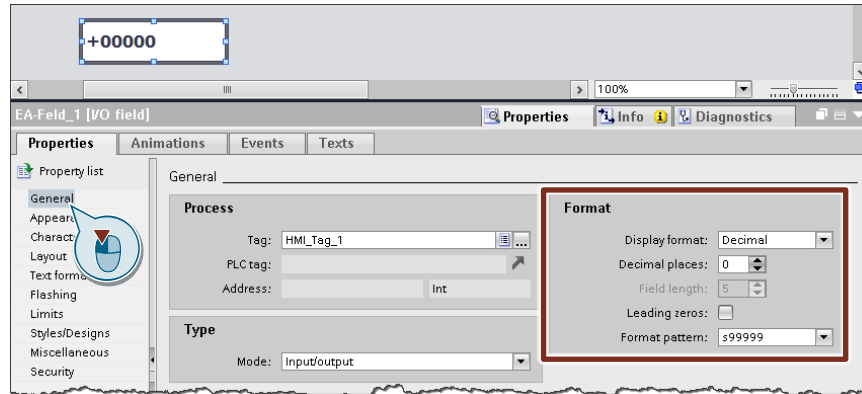 +00000
100%
EA-Feld_1 [I/O field]
Properties
Info
Diagnostics
Properties
Animations
Events
Texts
Property list
General
General
Process
Format
Appear
Charact
Tag: HMI_Tag_1
...
Display format: Decimal
Layout
PLC tag:
Decimal places: 0
Text forma
Address:
Int
Field length: 5
Flashing
Leading zeros:
Limits
Styles/Designs
Type
Format pattern: s99999
Miscellaneous
Mode: Input/output
Security